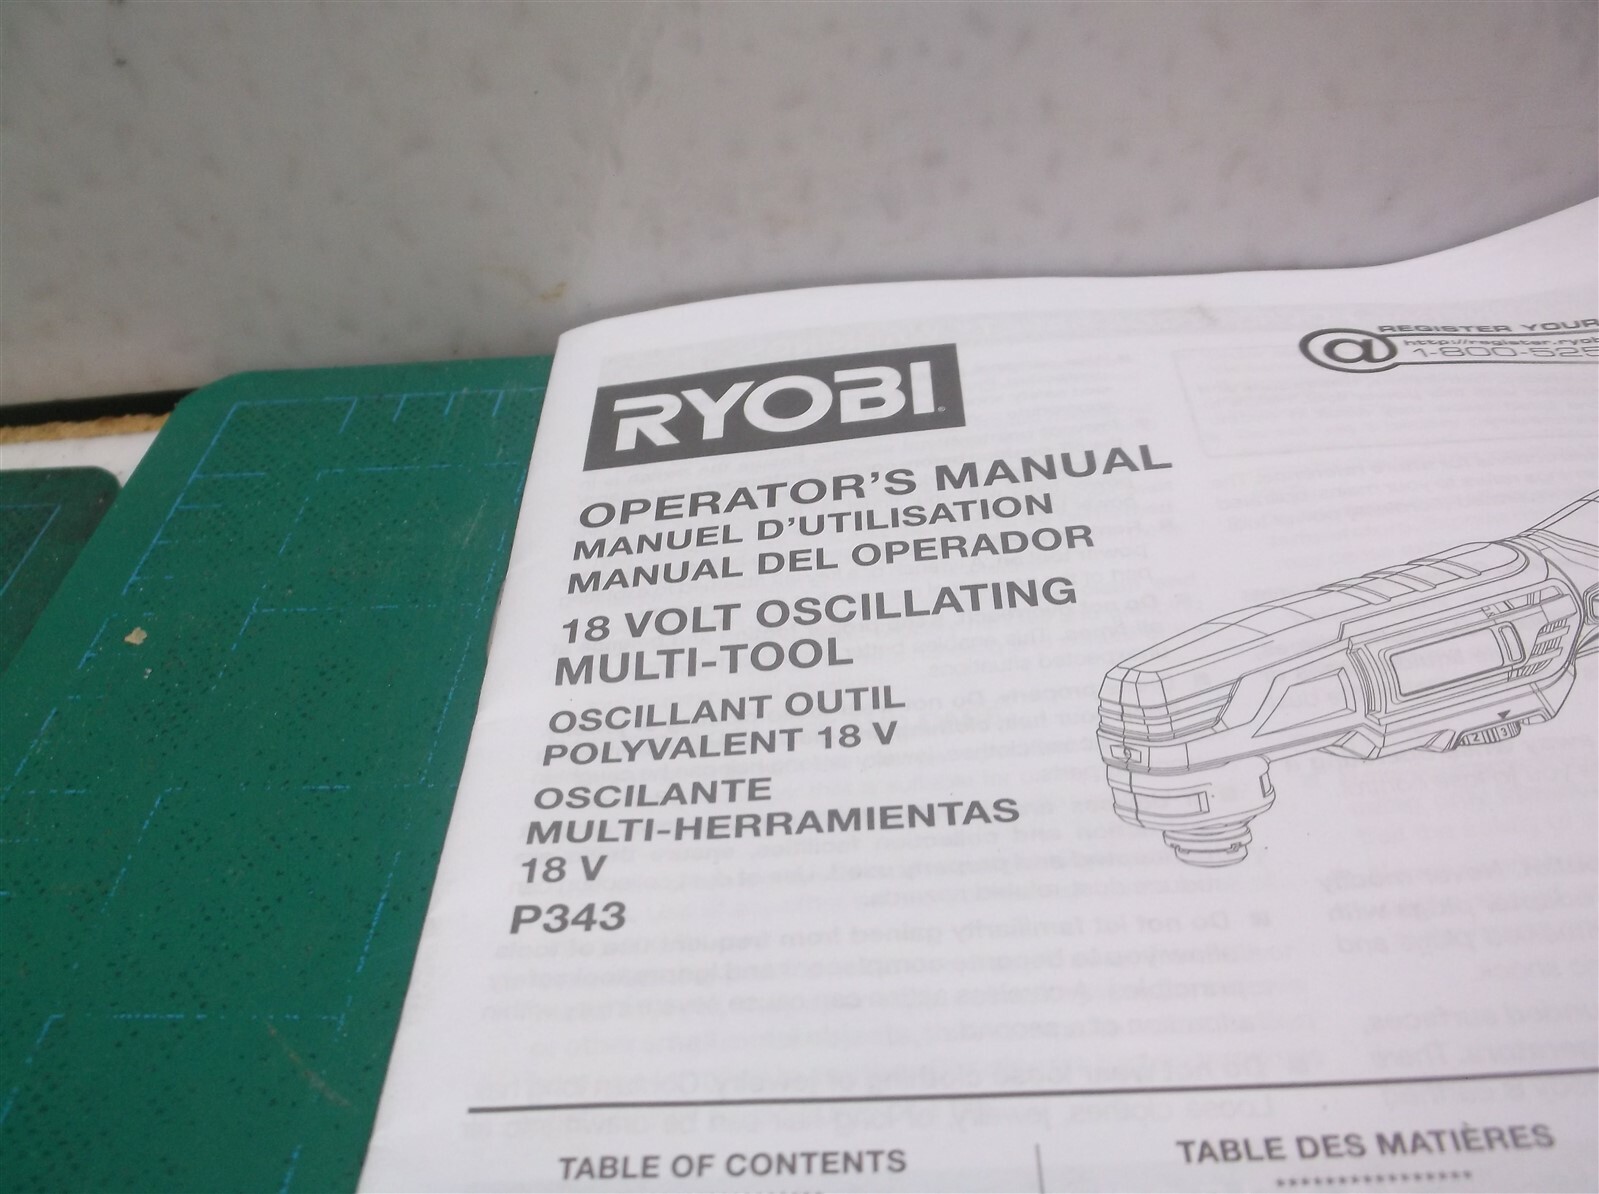 RYOBI
REGISTER YOUR
1-800-525
OPERATOR'S MANUAL
MANUEL D'UTILISATION
MANUAL DEL OPERADOR
18 VOLT OSCILLATING
MULTI-TOOL
OSCILLANT OUTIL
POLYVALENT 18 V
OSCILANTE
MULTI-HERRAMIENTAS
18 V
P343
TABLE OF CONTENTS
TABLE DES MATIÈRES